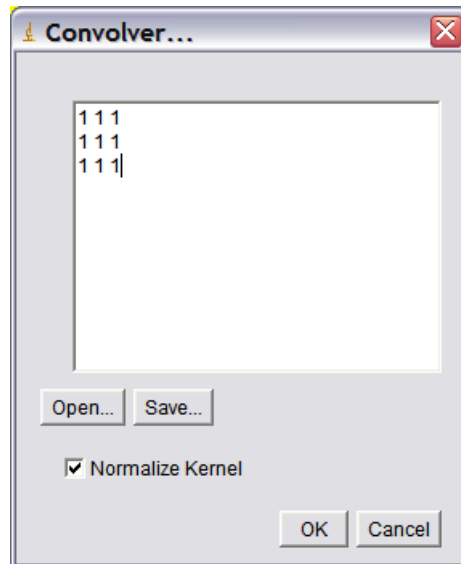 Convolver...
1 1 1
1 1 1
1 1 1
Open... Save...
Normalize Kernel
OK Cancel